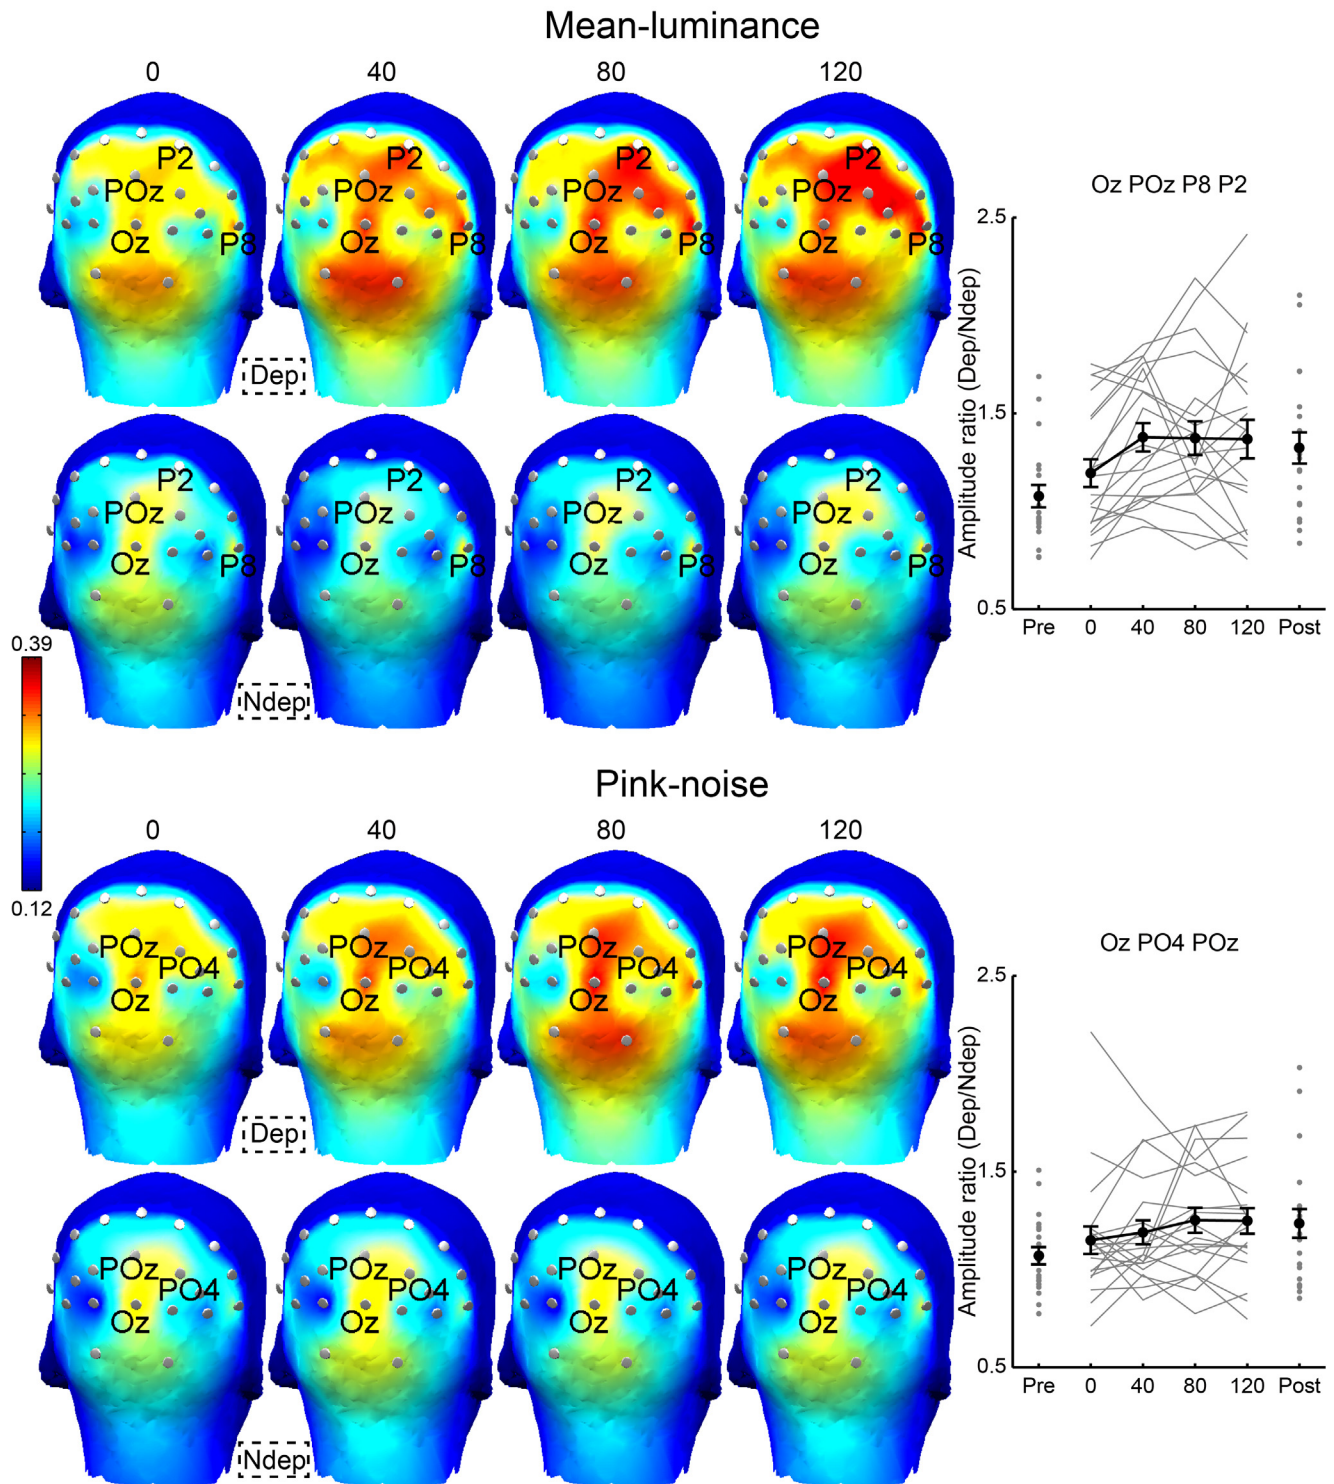 Mean-luminance
0 40 80 120
P2 P2 P2 P2
POz POz POz POz
Oz Oz Oz Oz
P8 P8 P8 P8
Dep
P2 P2 P2 P2
POz POz POz POz
Oz Oz Oz Oz
P8 P8 P8 P8
Ndep
Oz POz P8 P2
Amplitude ratio (Dep/Ndep)
2.5
1.5
0.5
Pre 0 40 80 120 Post
0.39
0.12
Pink-noise
0 40 80 120
POz POz POz POz
PO4 PO4 PO4 PO4
Oz Oz Oz Oz
Dep
POz POz POz POz
PO4 PO4 PO4 PO4
Oz Oz Oz Oz
Ndep
Oz PO4 POz
Amplitude ratio (Dep/Ndep)
2.5
1.5
0.5
Pre 0 40 80 120 Post